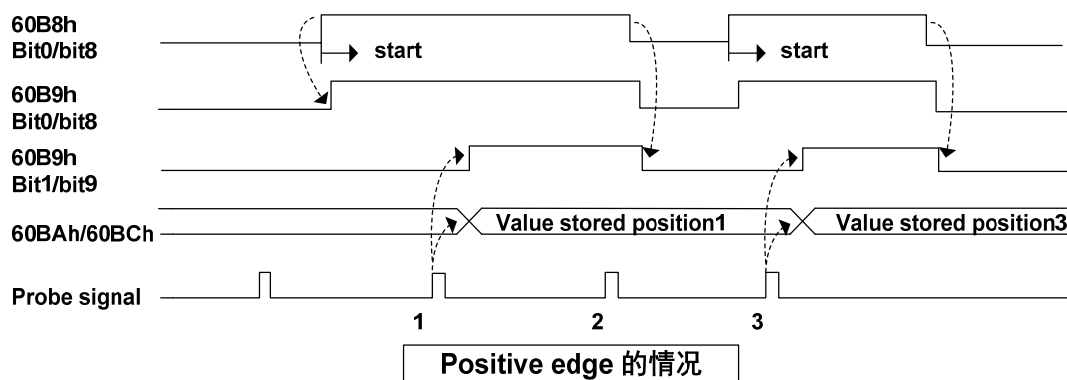 60B8h
Bit0/bit8
start
start
60B9h
Bit0/bit8
60B9h
Bit1/bit9
60BAh/60BCh
Value stored position1
Value stored position3
Probe signal
1
2
3
Positive edge 的情况